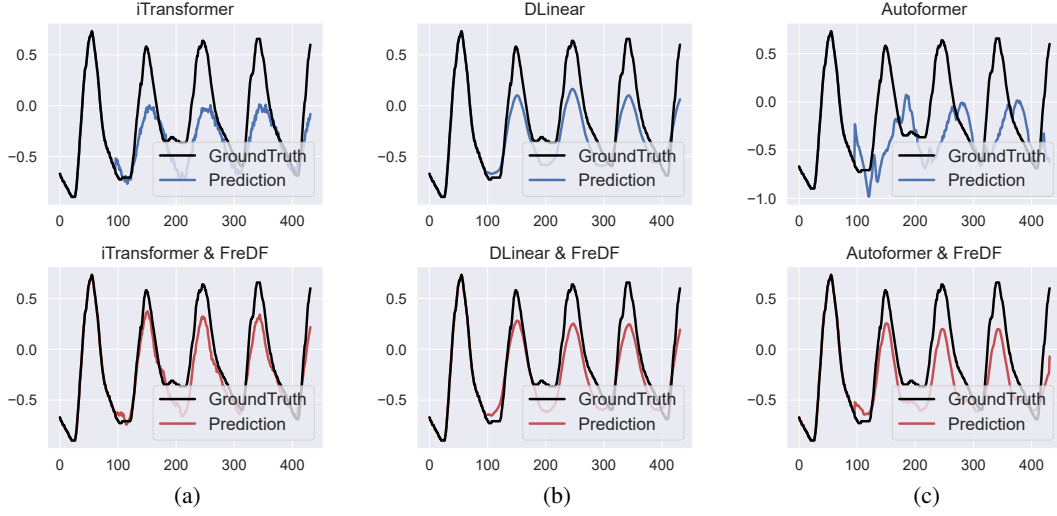 iTransformer
DLinear
Autoformer
0.5
0.0
−0.5
GroundTruth
Prediction
0 100 200 300 400
0.5
0.0
−0.5
GroundTruth
Prediction
0 100 200 300 400
0.5
0.0
−0.5
−1.0
GroundTruth
Prediction
0 100 200 300 400
iTransformer & FreDF
DLinear & FreDF
Autoformer & FreDF
0.5
0.0
−0.5
GroundTruth
Prediction
0 100 200 300 400
0.5
0.0
−0.5
GroundTruth
Prediction
0 100 200 300 400
0.5
0.0
−0.5
GroundTruth
Prediction
0 100 200 300 400
(a)
(b)
(c)